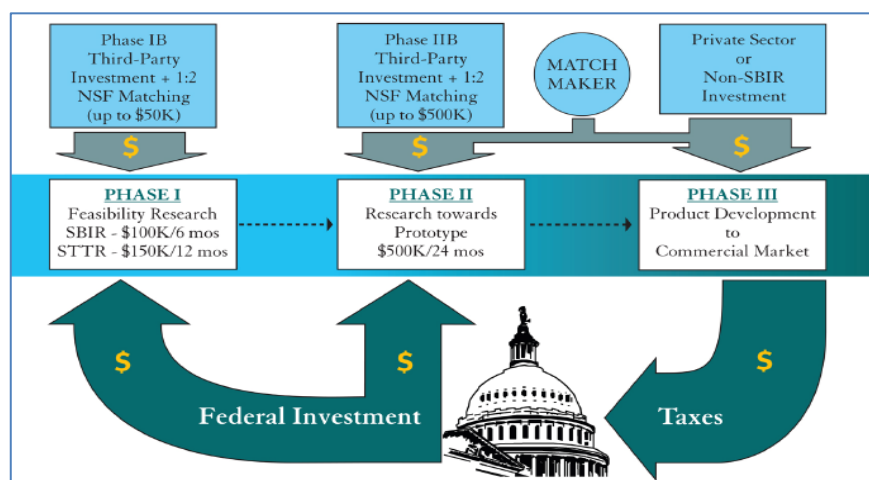 Phase IB
Third-Party
Investment + 1:2
NSF Matching
(up to $50K)
Phase IIB
Third-Party
Investment + 1:2
NSF Matching
(up to $500K)
MATCH
MAKER
Private Sector
or
Non-SBIR
Investment
$
$
$
PHASE I
Feasibility Research
SBIR - $100K/6 mos
STTR - $150K/12 mos
PHASE II
Research towards
Prototype
$500K/24 mos
PHASE III
Product Development
to
Commercial Market
$
$
$
Federal Investment
Taxes